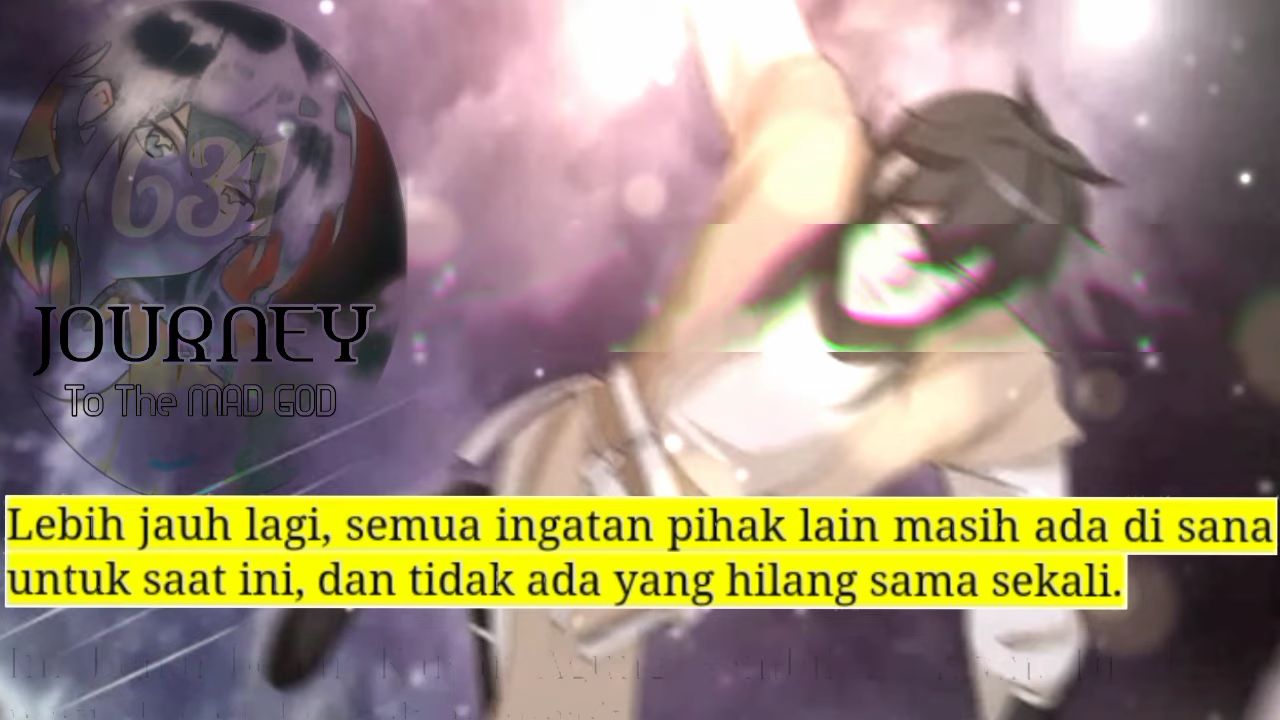 631
JOURNEY
To The MAD GOD
Lebih jauh lagi, semua ingatan pihak lain masih ada di sana
untuk saat ini, dan tidak ada yang hilang sama sekali.